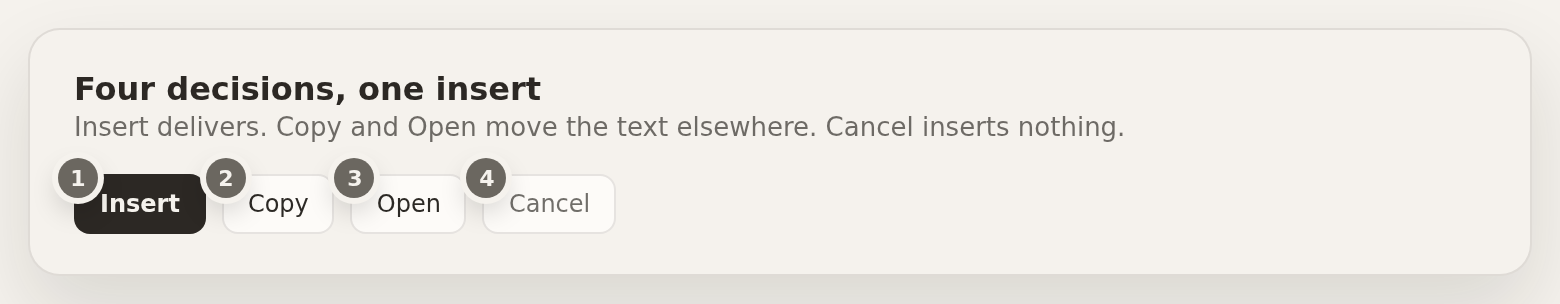 Four decisions, one insert
Insert delivers. Copy and Open move the text elsewhere. Cancel inserts nothing.
1 Insert 2 Copy 3 Open 4 Cancel